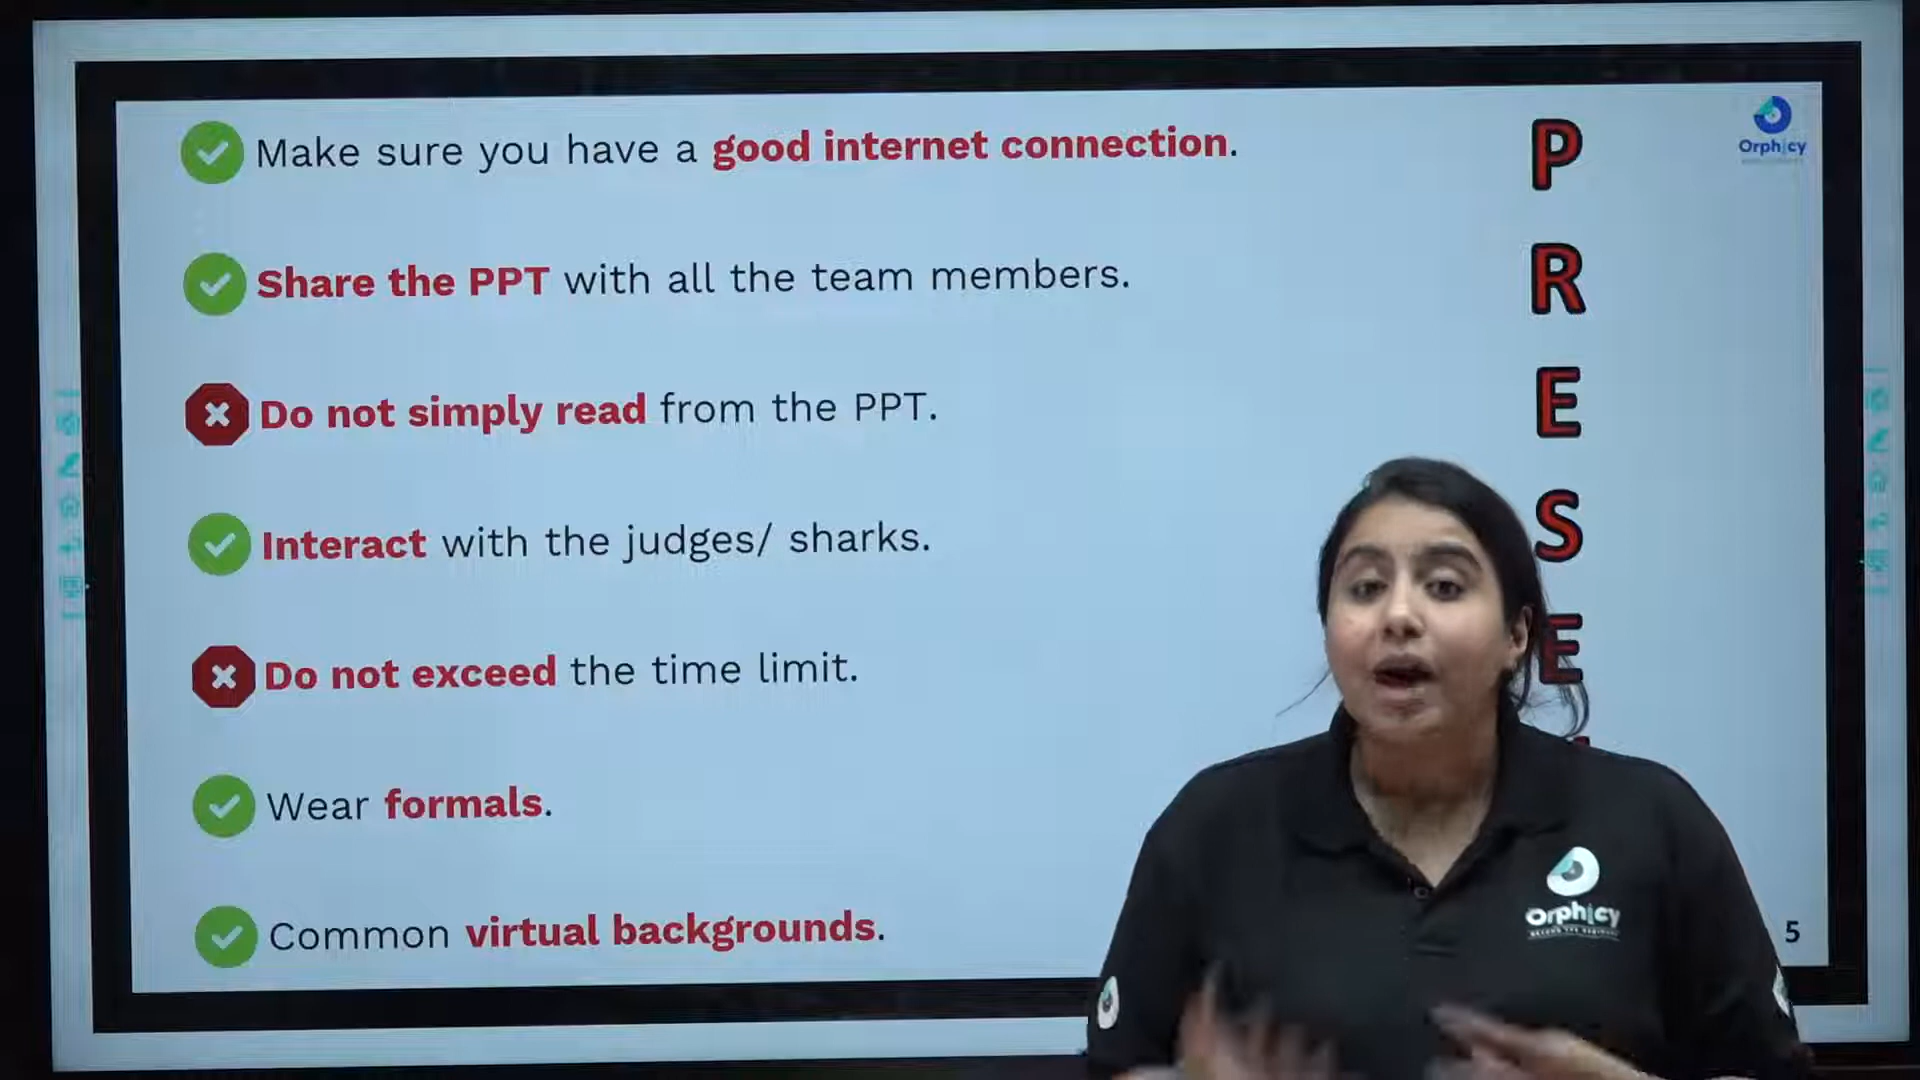 Make sure you have a good internet connection.
Share the PPT with all the team members.
Do not simply read from the PPT.
Interact with the judges/ sharks.
Do not exceed the time limit.
Wear formals.
Common virtual backgrounds.
P
R
E
S
E
Orphicy
Orphicy
5